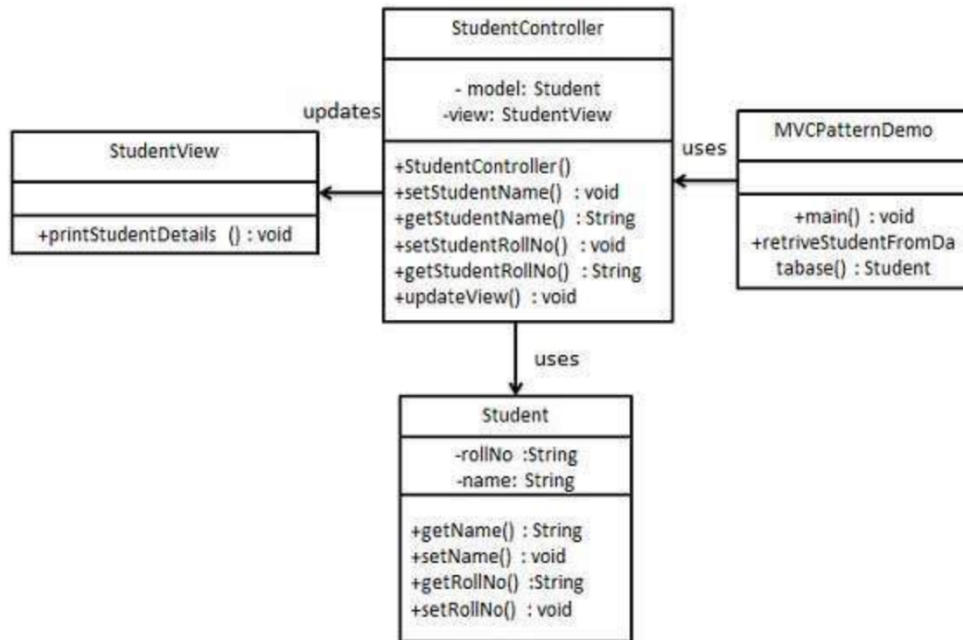 StudentController
- model: Student
-view: StudentView
+StudentController()
+setStudentName() : void
+getStudentName() : String
+setStudentRollNo() : void
+getStudentRollNo() : String
+updateView() : void
updates
StudentView
+printStudentDetails () : void
uses
MVCPatternDemo
+main() : void
+retriveStudentFromDa
tabase() : Student
uses
Student
-rollNo :String
-name: String
+getName() : String
+setName() : void
+getRollNo() :String
+setRollNo() : void